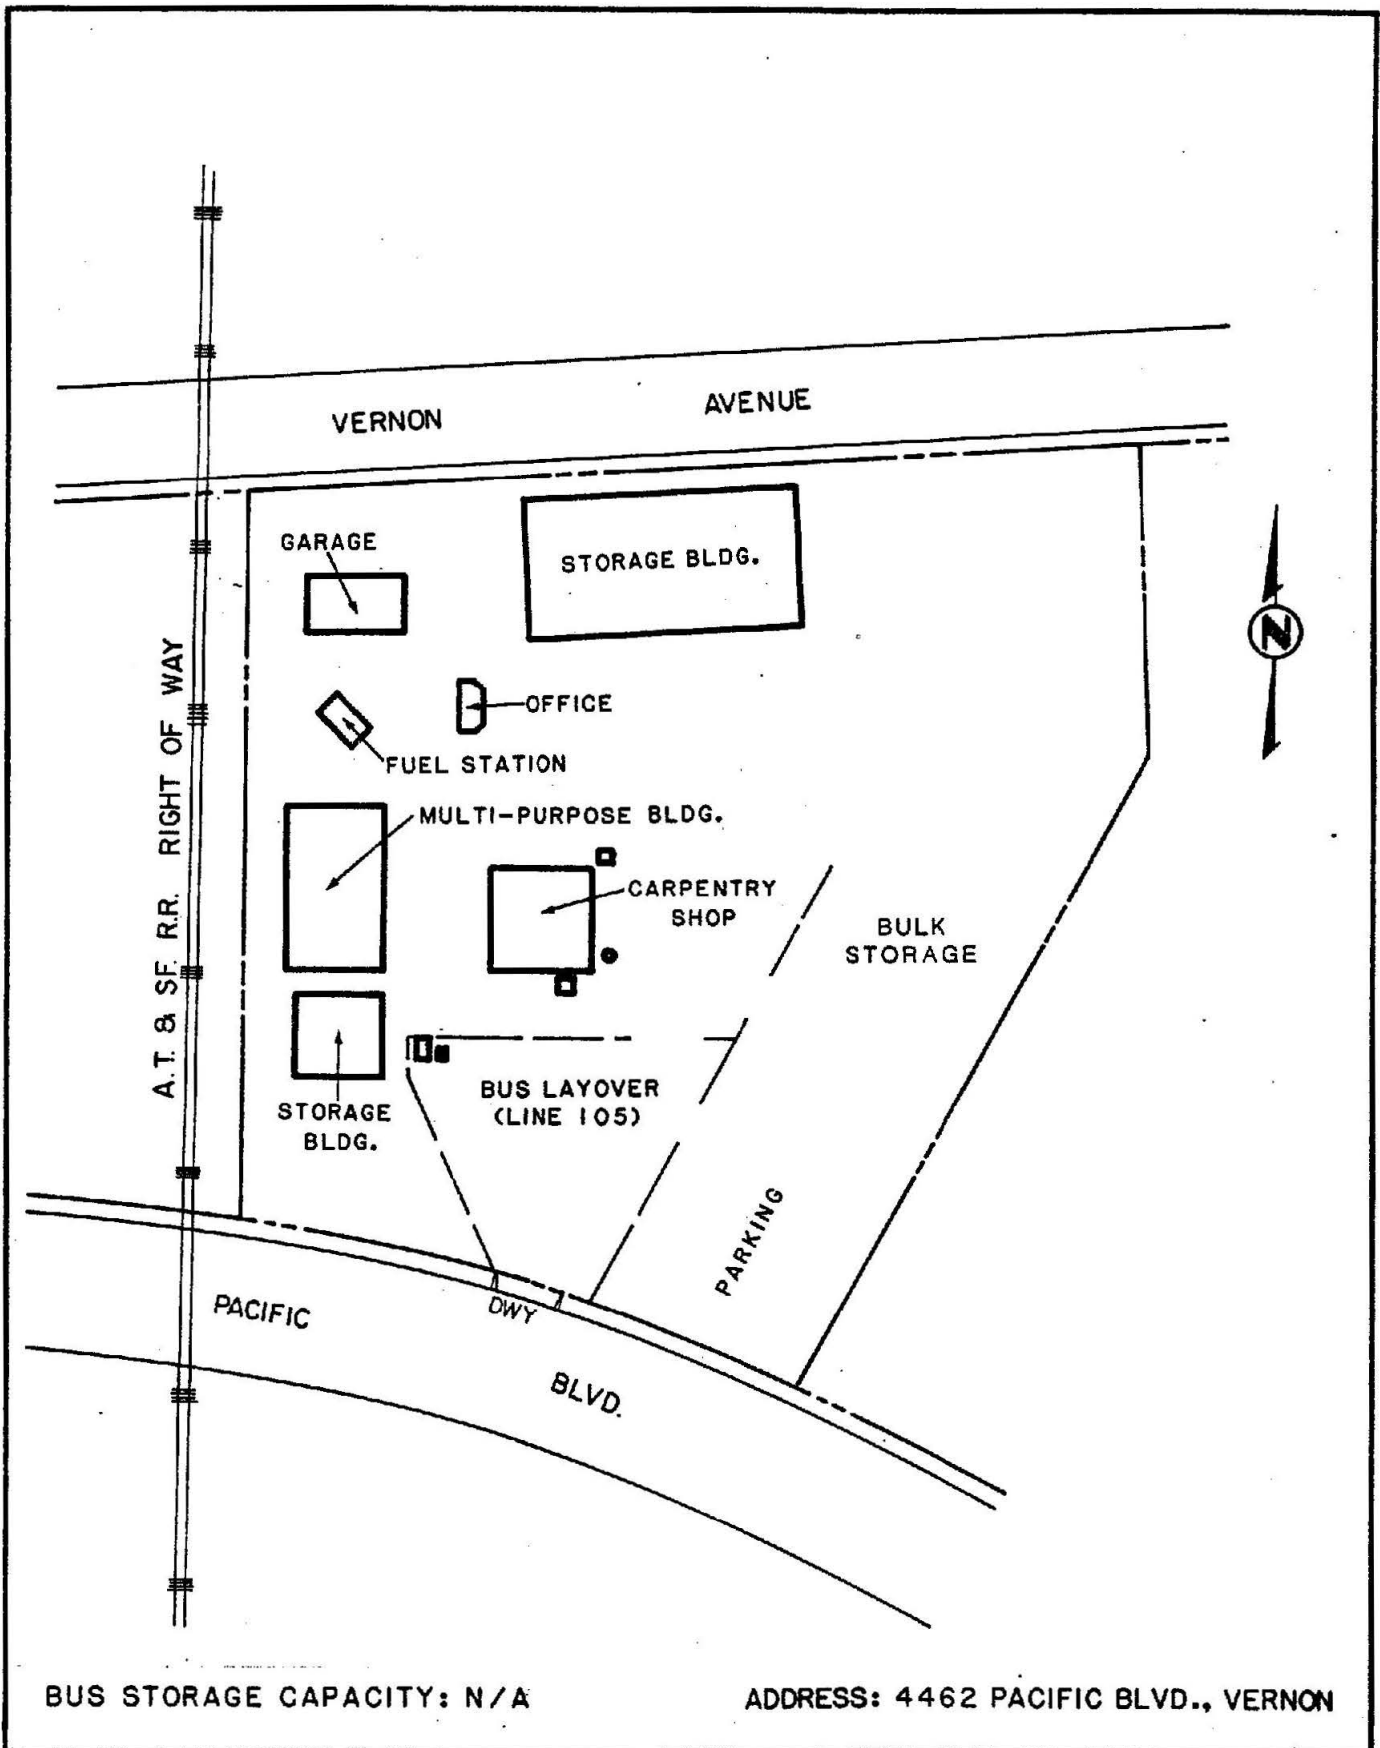 VERNON AVENUE
GARAGE
STORAGE BLDG.
N
OFFICE
FUEL STATION
A.T. & SF. R.R. RIGHT OF WAY
MULTI-PURPOSE BLDG.
CARPENTRY
SHOP
BULK
STORAGE
BUS LAYOVER
(LINE 105)
STORAGE
BLDG.
PARKING
DWY
PACIFIC
BLVD.
BUS STORAGE CAPACITY: N/A
ADDRESS: 4462 PACIFIC BLVD., VERNON